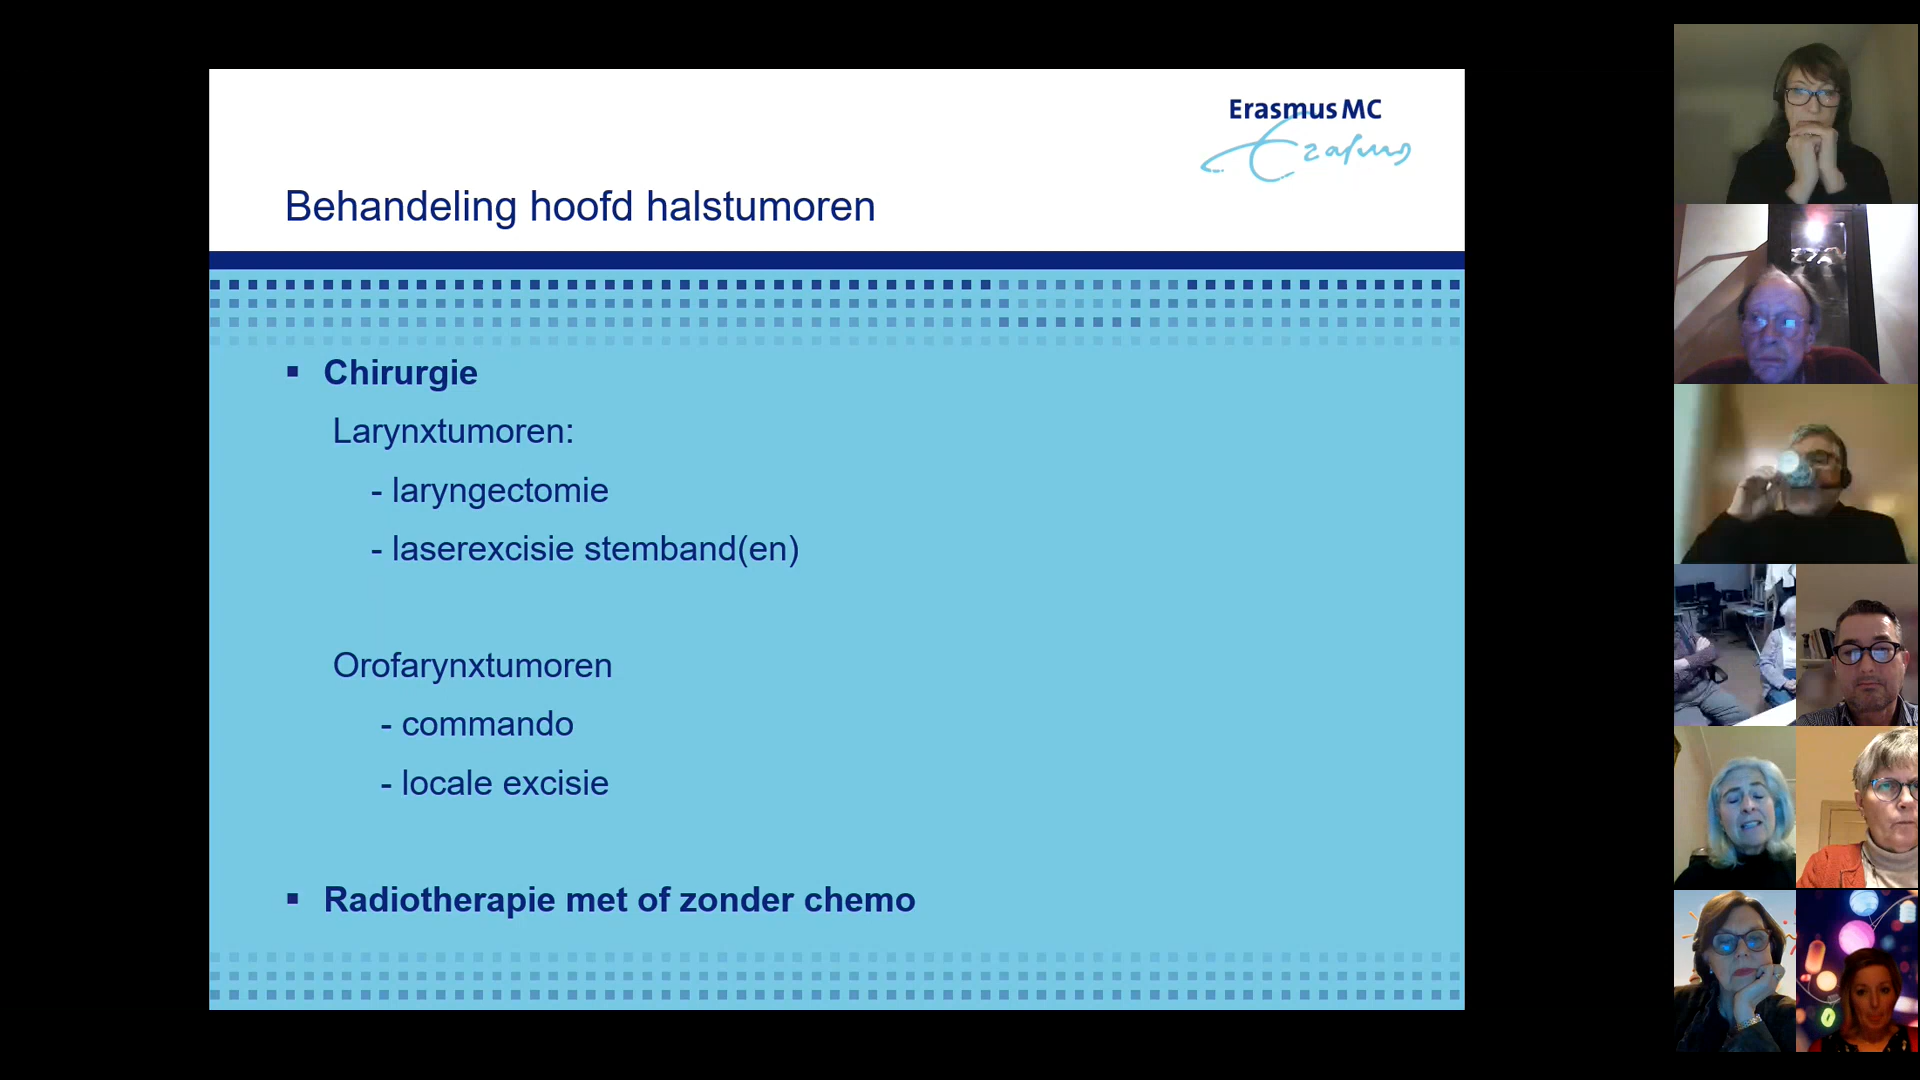 Erasmus MC
Erasmus
Behandeling hoofd halstumoren
▪ Chirurgie
Larynxtumoren:
- laryngectomie
- laserexcisie stemband(en)
Orofarynxtumoren
- commando
- locale excisie
▪ Radiotherapie met of zonder chemo